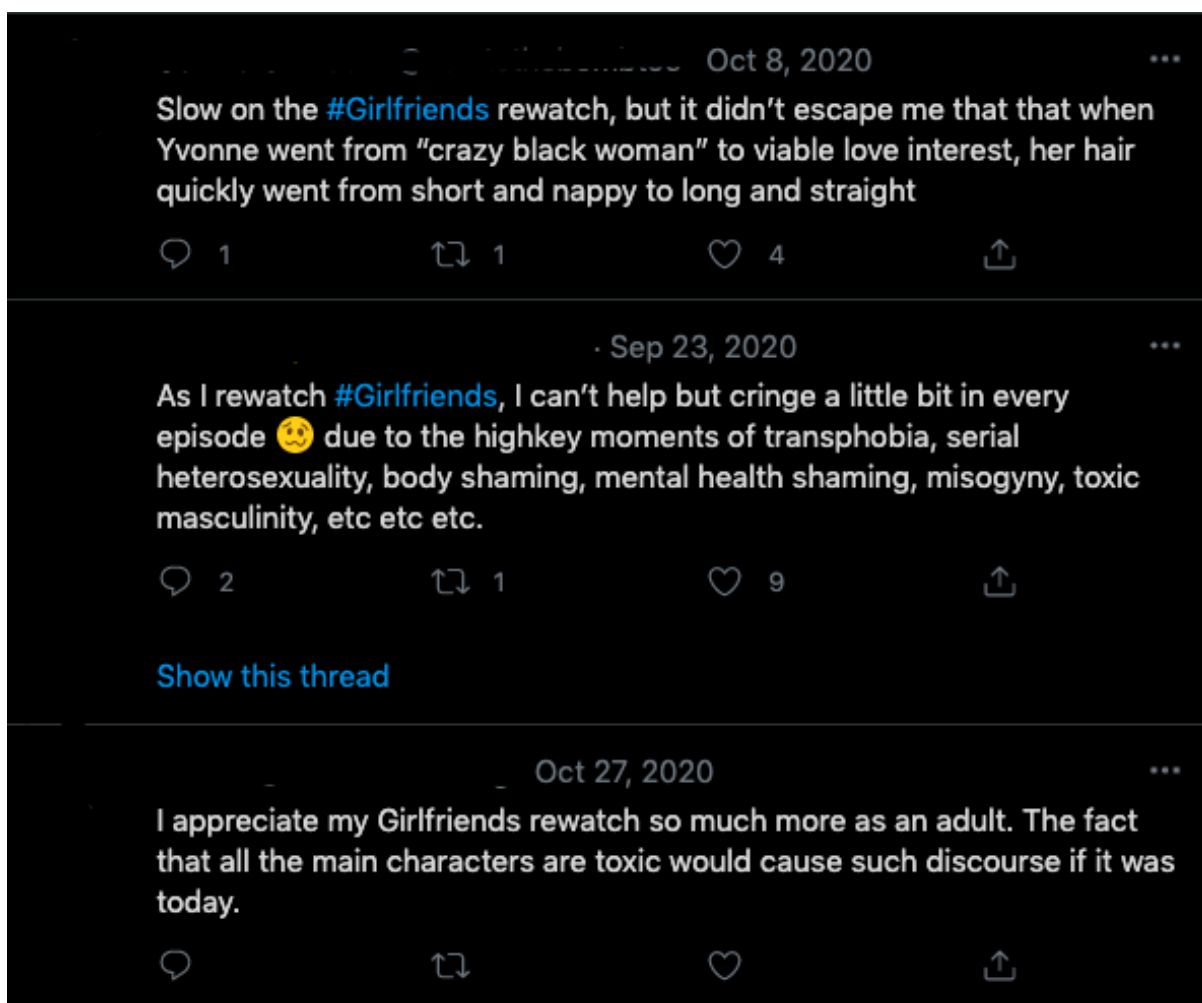 Oct 8, 2020
Slow on the #Girlfriends rewatch, but it didn’t escape me that that when
Yvonne went from “crazy black woman” to viable love interest, her hair
quickly went from short and nappy to long and straight
1 1 4
· Sep 23, 2020
As I rewatch #Girlfriends, I can’t help but cringe a little bit in every
episode 🥴 due to the highkey moments of transphobia, serial
heterosexuality, body shaming, mental health shaming, misogyny, toxic
masculinity, etc etc etc.
2 1 9
Show this thread
Oct 27, 2020
I appreciate my Girlfriends rewatch so much more as an adult. The fact
that all the main characters are toxic would cause such discourse if it was
today.